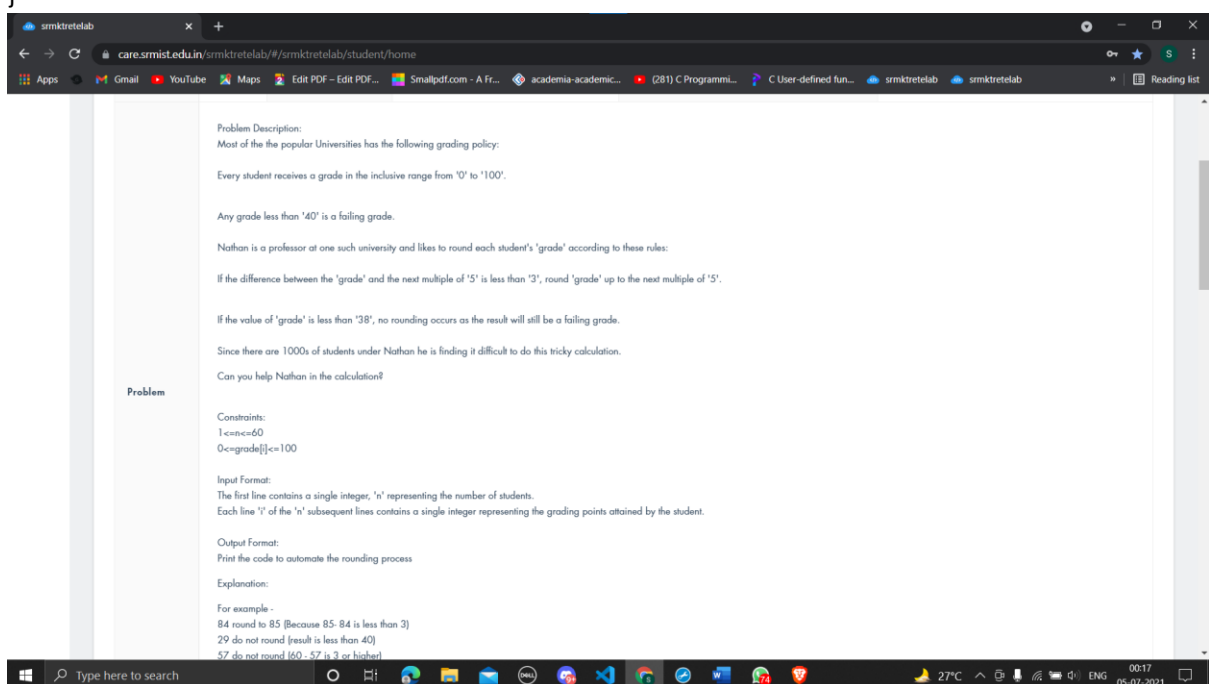 srmktretelab
care.srmist.edu.in/srmktretelab/#/srmktretelab/student/home
S
Apps Gmail YouTube Maps Edit PDF – Edit PDF... Smallpdf.com - A Fr... academia-academic... (281) C Programmi... C User-defined fun... srmktretelab srmktretelab » Reading list
Problem Description:
Most of the the popular Universities has the following grading policy:
Every student receives a grade in the inclusive range from '0' to '100'.
Any grade less than '40' is a failing grade.
Nathan is a professor at one such university and likes to round each student's 'grade' according to these rules:
If the difference between the 'grade' and the next multiple of '5' is less than '3', round 'grade' up to the next multiple of '5'.
If the value of 'grade' is less than '38', no rounding occurs as the result will still be a failing grade.
Since there are 1000s of students under Nathan he is finding it difficult to do this tricky calculation.
Can you help Nathan in the calculation?
Problem
Constraints:
1<=n<=60
0<=grade[i]<=100
Input Format:
The first line contains a single integer, 'n' representing the number of students.
Each line 'i' of the 'n' subsequent lines contains a single integer representing the grading points attained by the student.
Output Format:
Print the code to automate the rounding process
Explanation:
For example -
84 round to 85 (Because 85- 84 is less than 3)
29 do not round (result is less than 40)
57 do not round (60 - 57 is 3 or higher)
Type here to search
27°C ENG 00:17
05-07-2021